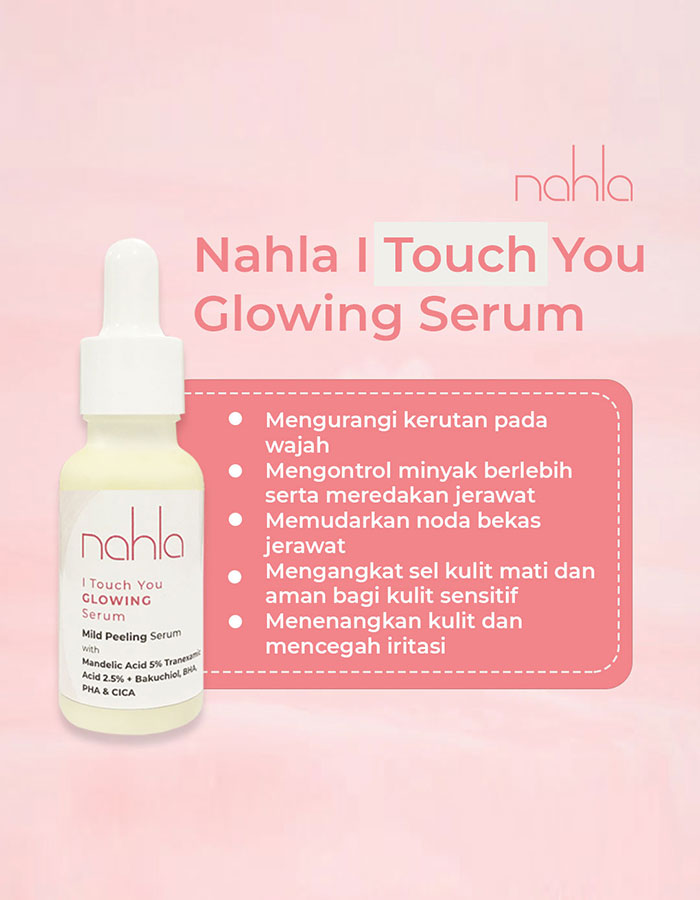 nahla
Nahla I Touch You
Glowing Serum
Mengurangi kerutan pada
wajah
Mengontrol minyak berlebih
serta meredakan jerawat
Memudarkan noda bekas
jerawat
Mengangkat sel kulit mati dan
aman bagi kulit sensitif
Menenangkan kulit dan
mencegah iritasi
nahla
I Touch You
GLOWING
Serum
Mild Peeling Serum
with
Mandelic Acid 5% Tranexamic
Acid 2.5% + Bakuchiol, BHA,
PHA & CICA